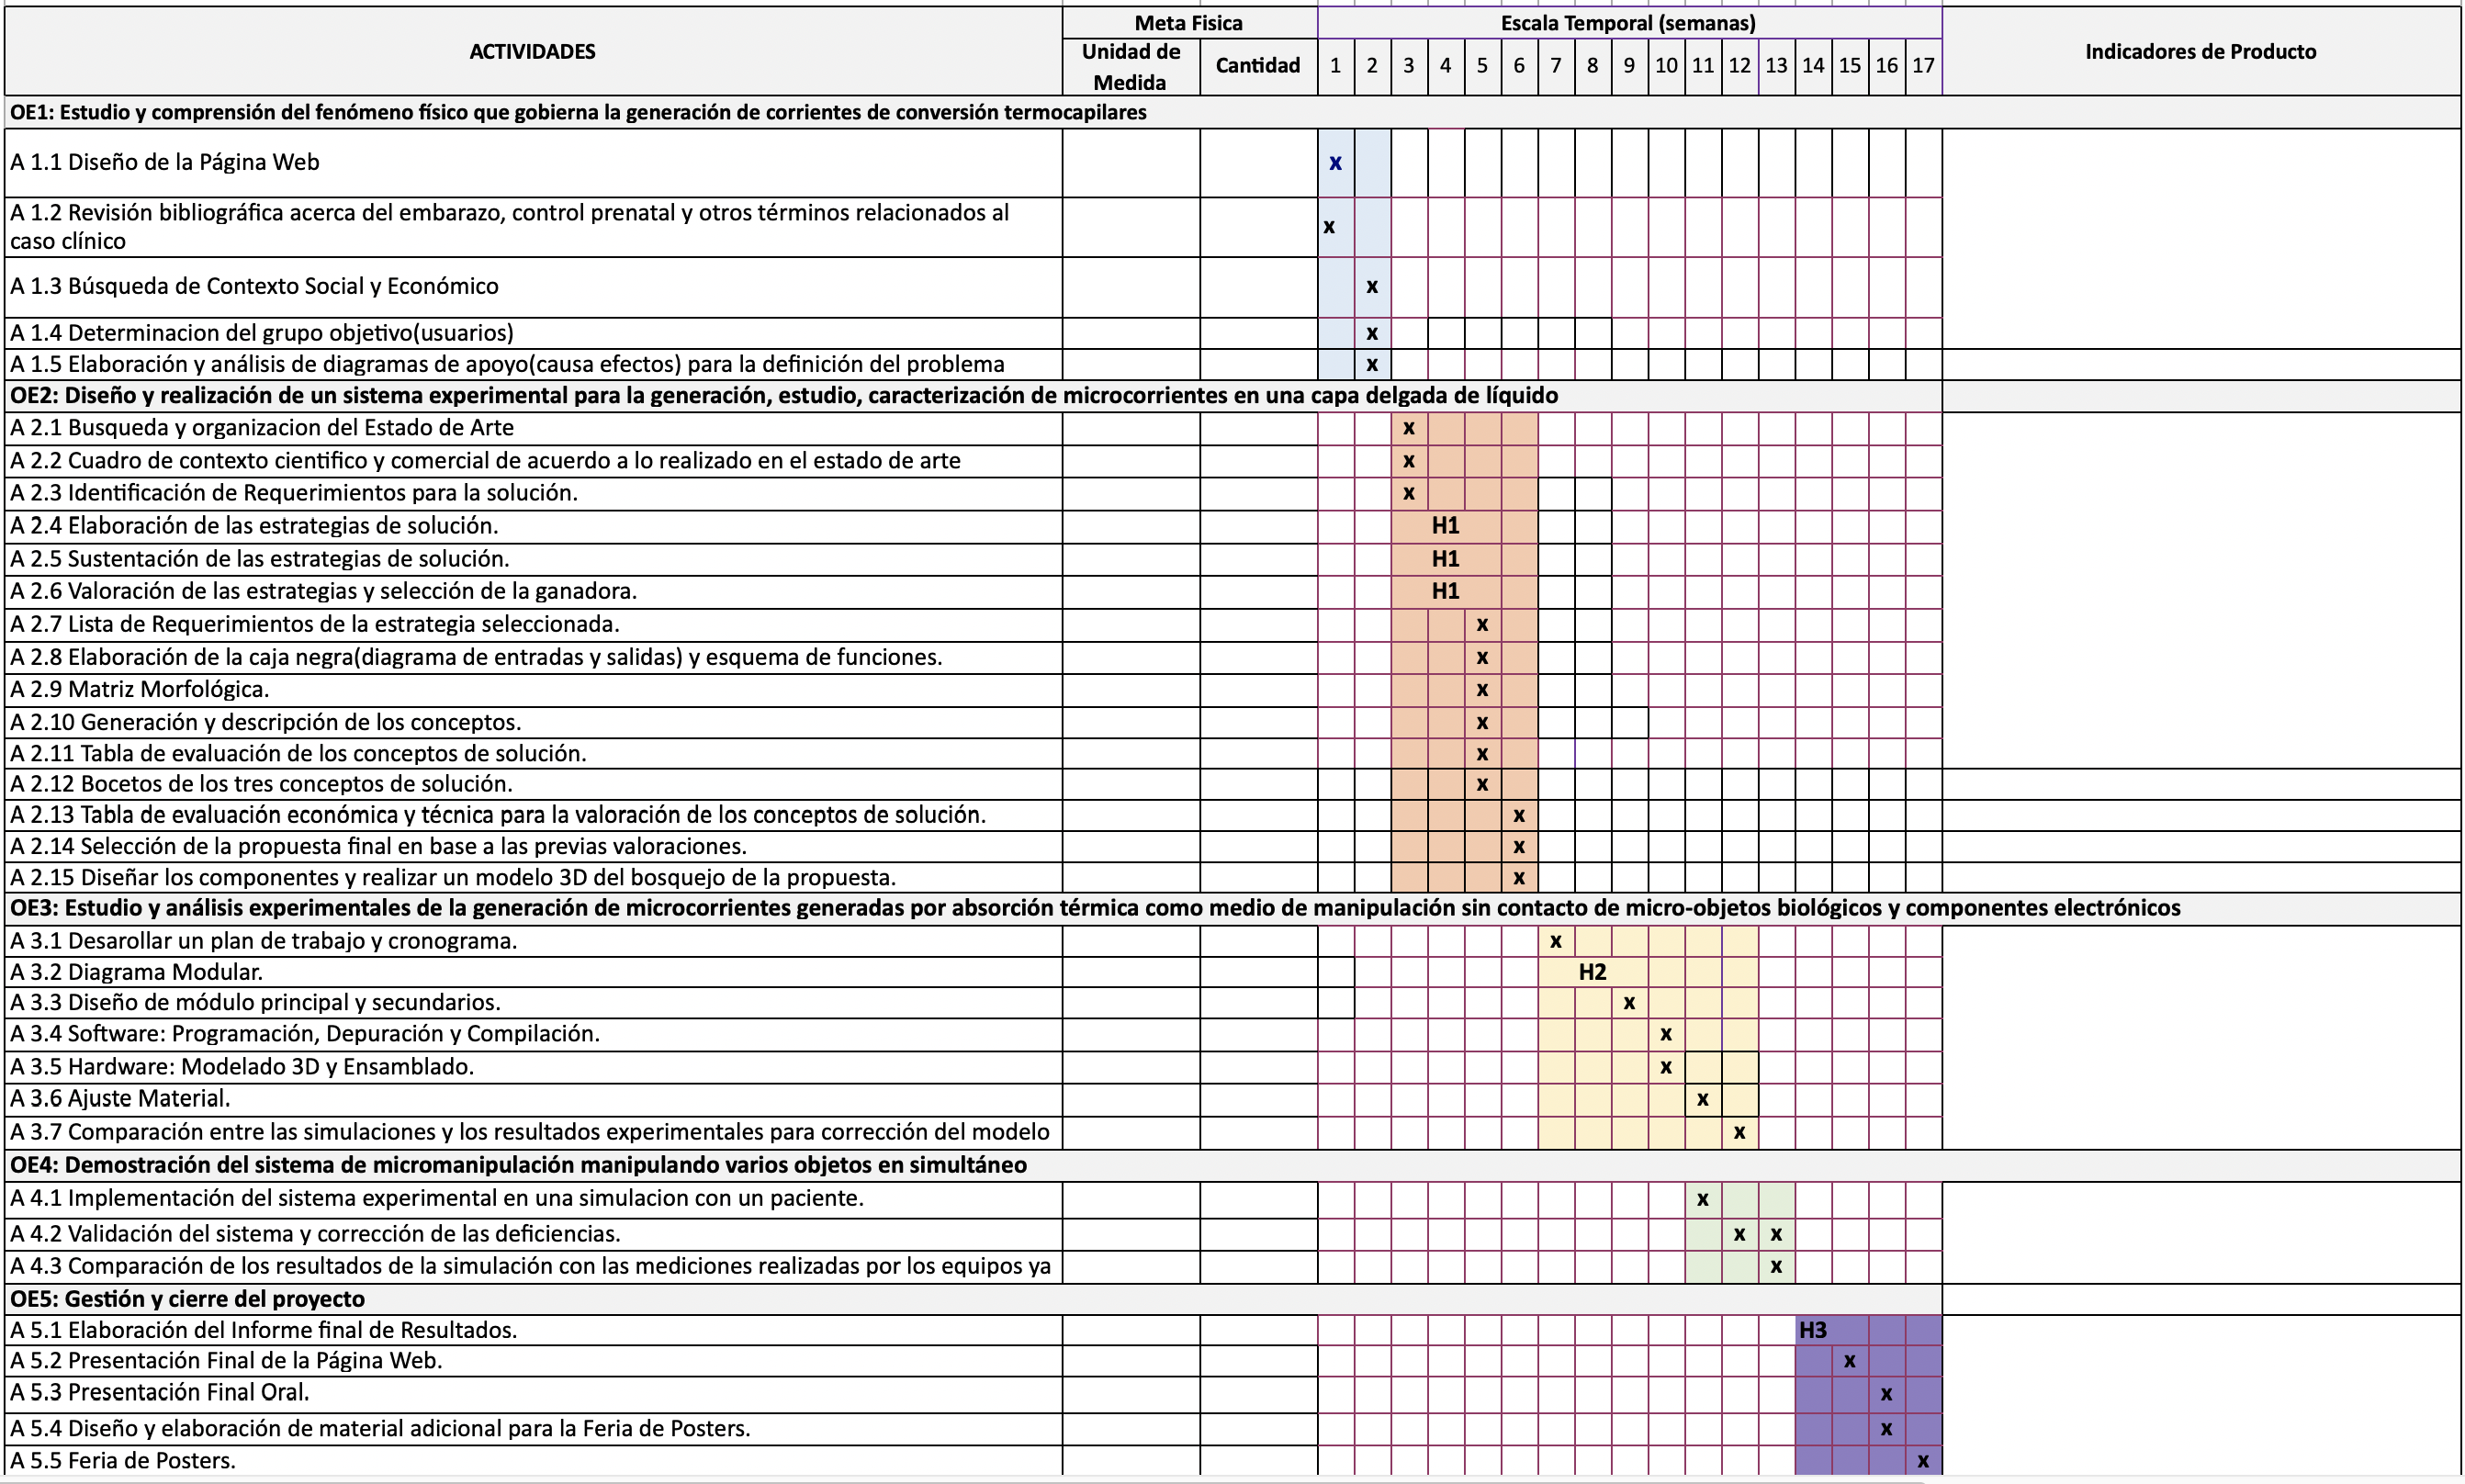 ACTIVIDADES
Meta Fisica
Escala Temporal (semanas)
Indicadores de Producto
Unidad de
Medida
Cantidad
1 2 3 4 5 6 7 8 9 10 11 12 13 14 15 16 17
OE1: Estudio y comprensión del fenómeno físico que gobierna la generación de corrientes de conversión termocapilares
A 1.1 Diseño de la Página Web x
A 1.2 Revisión bibliográfica acerca del embarazo, control prenatal y otros términos relacionados al
caso clínico x
A 1.3 Búsqueda de Contexto Social y Económico x
A 1.4 Determinacion del grupo objetivo(usuarios) x
A 1.5 Elaboración y análisis de diagramas de apoyo(causa efectos) para la definición del problema x
OE2: Diseño y realización de un sistema experimental para la generación, estudio, caracterización de microcorrientes en una capa delgada de líquido
A 2.1 Busqueda y organizacion del Estado de Arte x
A 2.2 Cuadro de contexto cientifico y comercial de acuerdo a lo realizado en el estado de arte x
A 2.3 Identificación de Requerimientos para la solución. x
A 2.4 Elaboración de las estrategias de solución. H1
A 2.5 Sustentación de las estrategias de solución. H1
A 2.6 Valoración de las estrategias y selección de la ganadora. H1
A 2.7 Lista de Requerimientos de la estrategia seleccionada. x
A 2.8 Elaboración de la caja negra(diagrama de entradas y salidas) y esquema de funciones. x
A 2.9 Matriz Morfológica. x
A 2.10 Generación y descripción de los conceptos. x
A 2.11 Tabla de evaluación de los conceptos de solución. x
A 2.12 Bocetos de los tres conceptos de solución. x
A 2.13 Tabla de evaluación económica y técnica para la valoración de los conceptos de solución. x
A 2.14 Selección de la propuesta final en base a las previas valoraciones. x
A 2.15 Diseñar los componentes y realizar un modelo 3D del bosquejo de la propuesta. x
OE3: Estudio y análisis experimentales de la generación de microcorrientes generadas por absorción térmica como medio de manipulación sin contacto de micro-objetos biológicos y componentes electrónicos
A 3.1 Desarollar un plan de trabajo y cronograma. x
A 3.2 Diagrama Modular. H2
A 3.3 Diseño de módulo principal y secundarios. x
A 3.4 Software: Programación, Depuración y Compilación. x
A 3.5 Hardware: Modelado 3D y Ensamblado. x
A 3.6 Ajuste Material. x
A 3.7 Comparación entre las simulaciones y los resultados experimentales para corrección del modelo x
OE4: Demostración del sistema de micromanipulación manipulando varios objetos en simultáneo
A 4.1 Implementación del sistema experimental en una simulacion con un paciente. x
A 4.2 Validación del sistema y corrección de las deficiencias. x x
A 4.3 Comparación de los resultados de la simulación con las mediciones realizadas por los equipos ya x
OE5: Gestión y cierre del proyecto
A 5.1 Elaboración del Informe final de Resultados. H3
A 5.2 Presentación Final de la Página Web. x
A 5.3 Presentación Final Oral. x
A 5.4 Diseño y elaboración de material adicional para la Feria de Posters. x
A 5.5 Feria de Posters. x